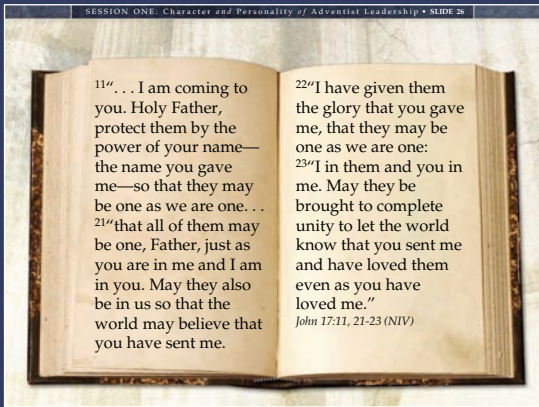 SESSION ONE: Character and Personality of Adventist Leadership • SLIDE 26
¹¹“. . . I am coming to
you. Holy Father,
protect them by the
power of your name—
the name you gave
me—so that they may
be one as we are one. . .
²¹“that all of them may
be one, Father, just as
you are in me and I am
in you. May they also
be in us so that the
world may believe that
you have sent me.
²²“I have given them
the glory that you gave
me, that they may be
one as we are one:
²³“I in them and you in
me. May they be
brought to complete
unity to let the world
know that you sent me
and have loved them
even as you have
loved me.”
John 17:11, 21-23 (NIV)